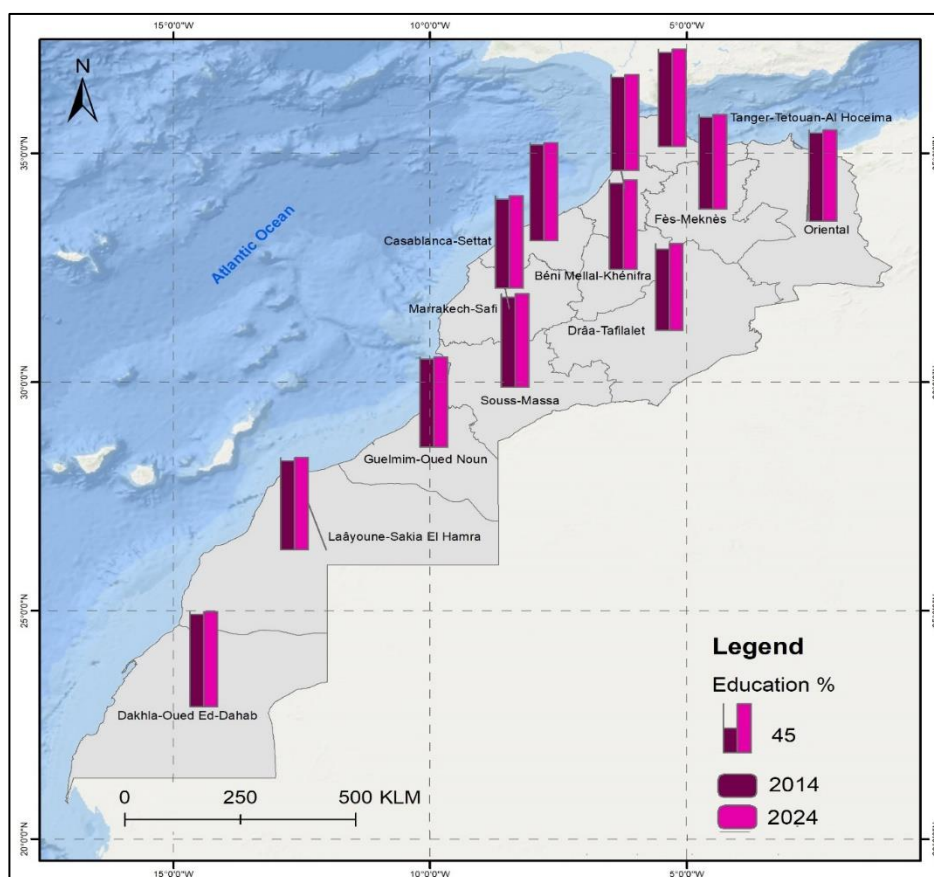 15°0'0"W 10°0'0"W 5°0'0"W
N
Tanger-Tetouan-Al Hoceima
35°0'0"N
Fès-Meknès
Oriental
Casablanca-Settat
Béni Mellal-Khénifra
Atlantic Ocean
Marrakech-Safi
Drâa-Tafilalet
30°0'0"N
Souss-Massa
Guelmim-Oued Noun
Laâyoune-Sakia El Hamra
25°0'0"N
Legend
Education %
45
2014
2024
Dakhla-Oued Ed-Dahab
0 250 500 KLM
20°0'0"N
15°0'0"W 10°0'0"W 5°0'0"W